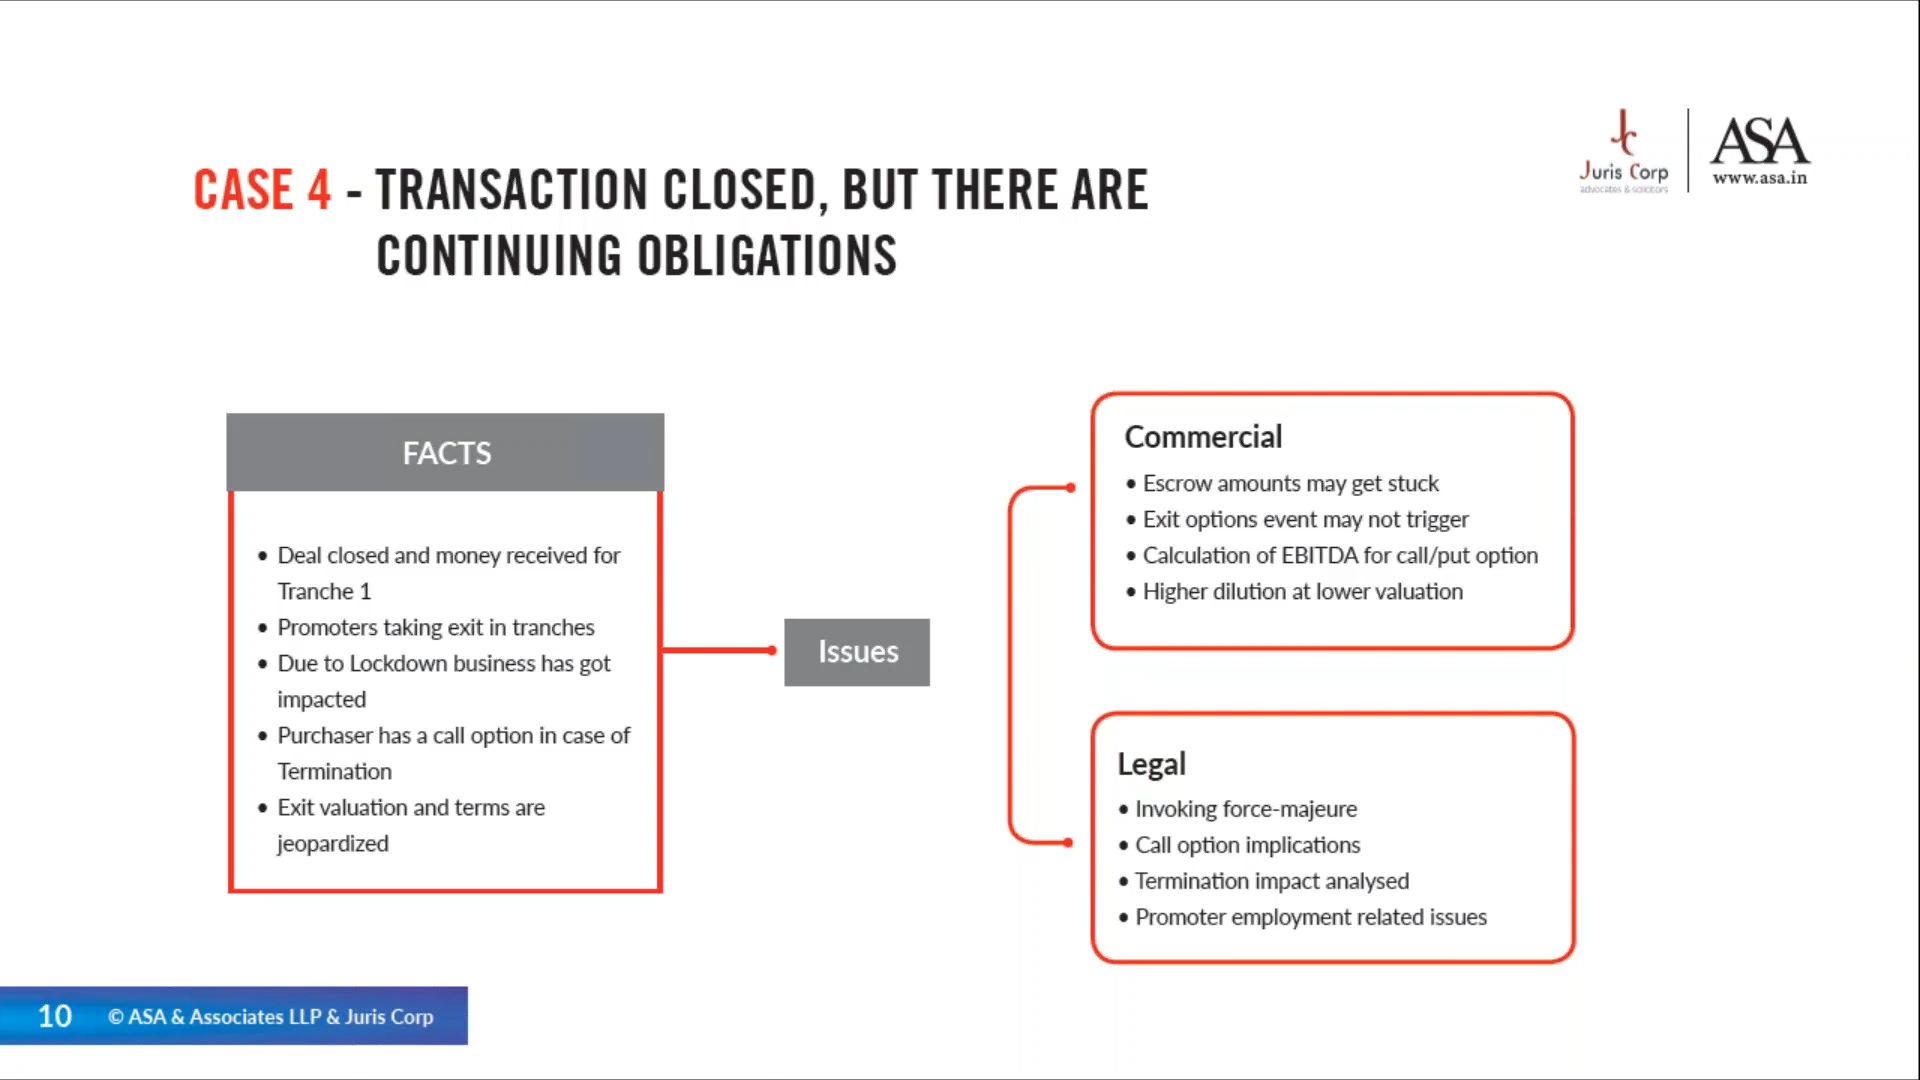 Juris Corp
advocates & solicitors
ASA
www.asa.in
CASE 4 - TRANSACTION CLOSED, BUT THERE ARE
CONTINUING OBLIGATIONS
FACTS
• Deal closed and money received for
Tranche 1
• Promoters taking exit in tranches
• Due to Lockdown business has got
impacted
• Purchaser has a call option in case of
Termination
• Exit valuation and terms are
jeopardized
Issues
Commercial
• Escrow amounts may get stuck
• Exit options event may not trigger
• Calculation of EBITDA for call/put option
• Higher dilution at lower valuation
Legal
• Invoking force-majeure
• Call option implications
• Termination impact analysed
• Promoter employment related issues
10 © ASA & Associates LLP & Juris Corp